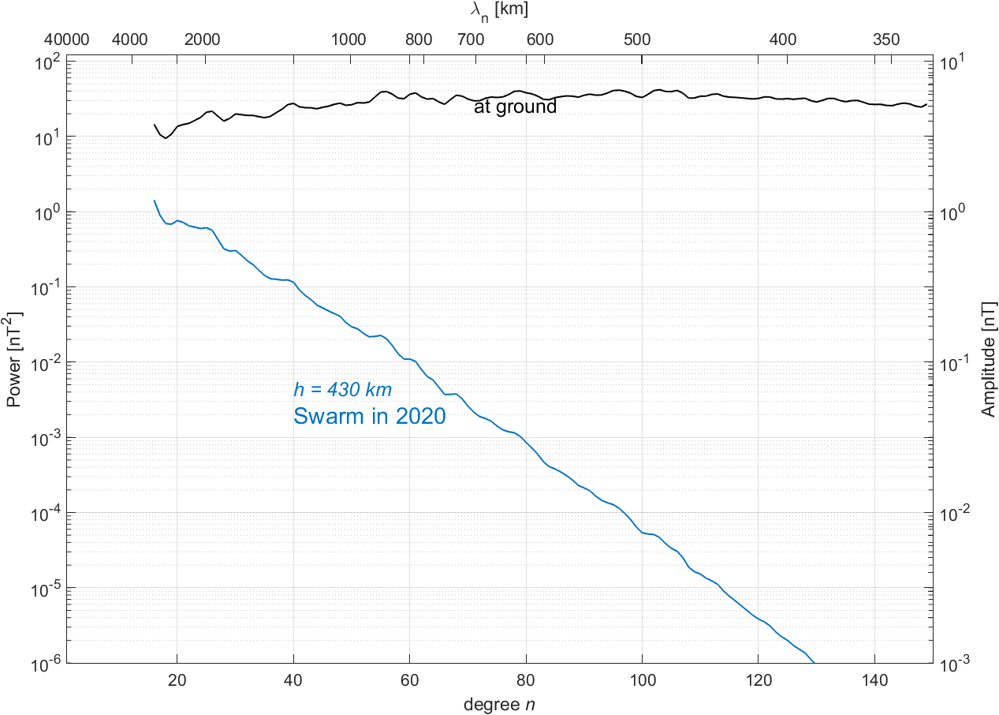 λn [km]
40000 4000 2000 1000 800 700 600 500 400 350
10^2 10^1
at ground
10^1
10^0 10^0
10^-1
Power [nT^2]
Amplitude [nT]
10^-2 10^-1
h = 430 km
Swarm in 2020
10^-3
10^-4 10^-2
10^-5
10^-6 10^-3
20 40 60 80 100 120 140
degree n